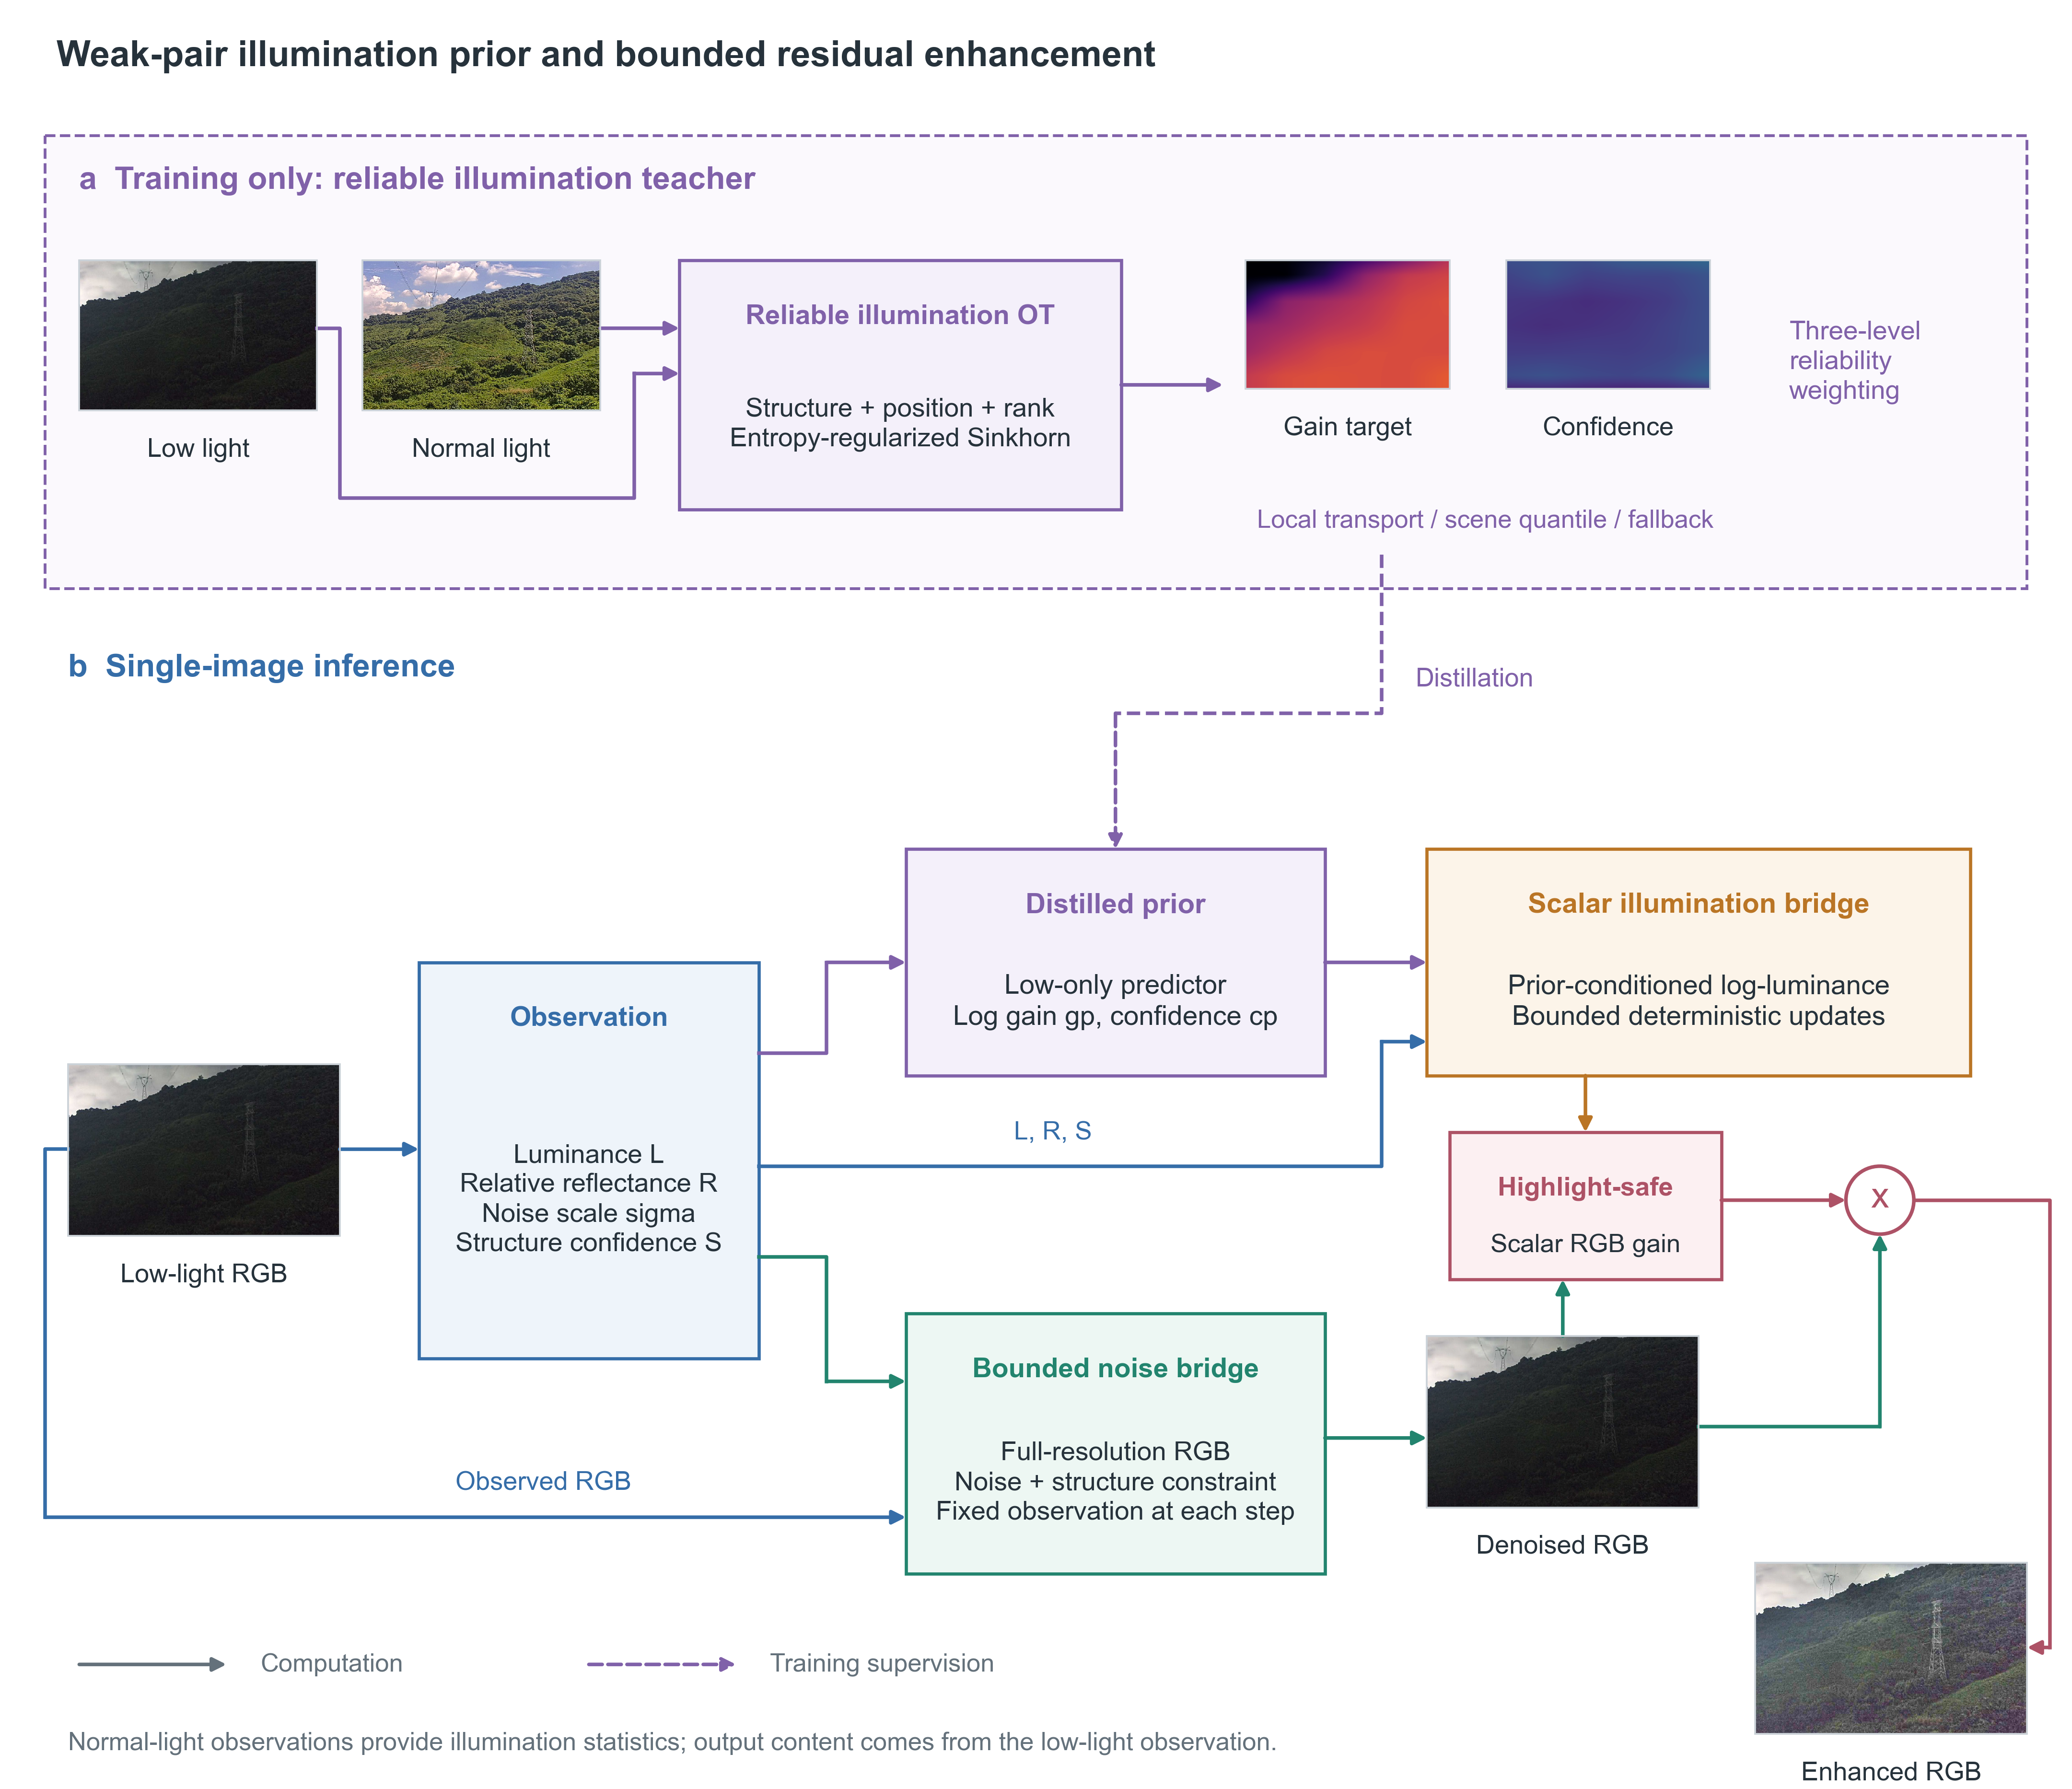 Weak-pair illumination prior and bounded residual enhancement
a Training only: reliable illumination teacher
Low light
Normal light
Reliable illumination OT
Structure + position + rank
Entropy-regularized Sinkhorn
Gain target
Confidence
Three-level
reliability
weighting
Local transport / scene quantile / fallback
Distillation
b Single-image inference
Low-light RGB
Observation
Luminance L
Relative reflectance R
Noise scale sigma
Structure confidence S
Distilled prior
Low-only predictor
Log gain gp, confidence cp
Scalar illumination bridge
Prior-conditioned log-luminance
Bounded deterministic updates
L, R, S
Highlight-safe
Scalar RGB gain
X
Observed RGB
Bounded noise bridge
Full-resolution RGB
Noise + structure constraint
Fixed observation at each step
Denoised RGB
Enhanced RGB
Computation
Training supervision
Normal-light observations provide illumination statistics; output content comes from the low-light observation.